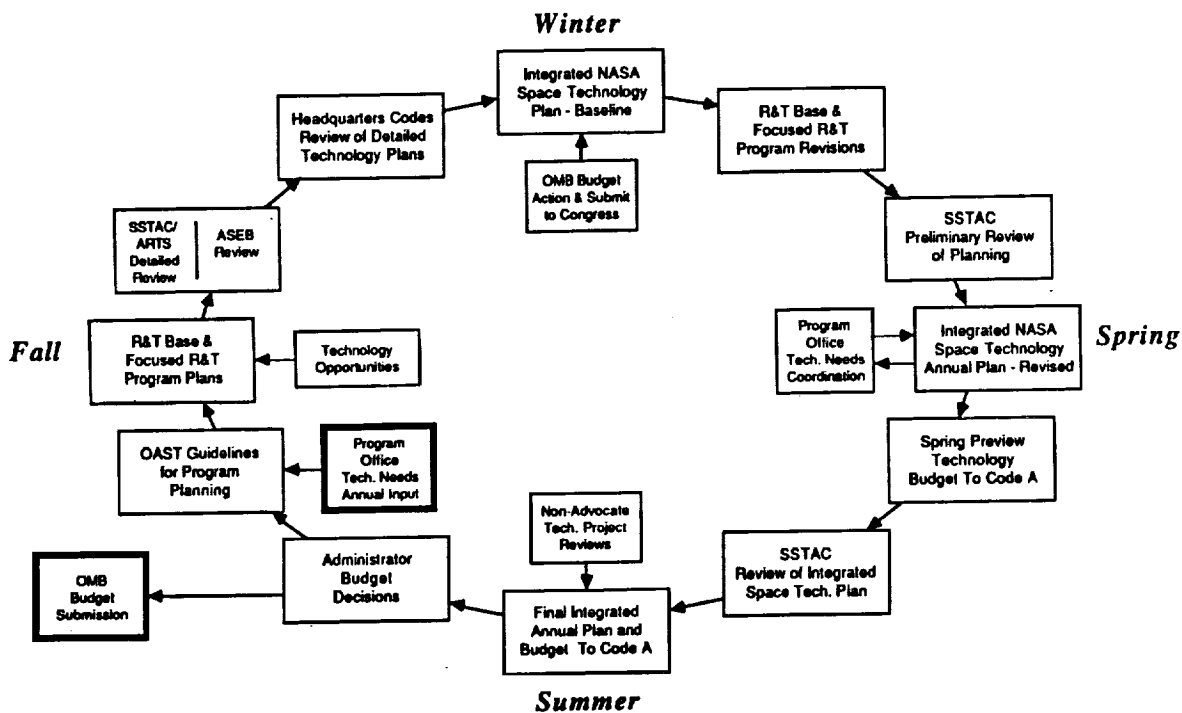 Winter
Integrated NASA
Space Technology
Plan - Baseline
Headquarters Codes
Review of Detailed
Technology Plans
R&T Base &
Focused R&T
Program Revisions
OMB Budget
Action & Submit
to Congress
SSTAC/
ARTS
Detailed
Review
ASEB
Review
SSTAC
Preliminary Review
of Planning
Fall
R&T Base &
Focused R&T
Program Plans
Technology
Opportunities
Program
Office
Tech. Needs
Coordination
Integrated NASA
Space Technology
Annual Plan - Revised
Spring
OAST Guidelines
for Program
Planning
Program
Office
Tech. Needs
Annual Input
Spring Preview
Technology
Budget To Code A
Non-Advocate
Tech. Project
Reviews
OMB
Budget
Submission
Administrator
Budget
Decisions
SSTAC
Review of Integrated
Space Tech. Plan
Final Integrated
Annual Plan and
Budget To Code A
Summer